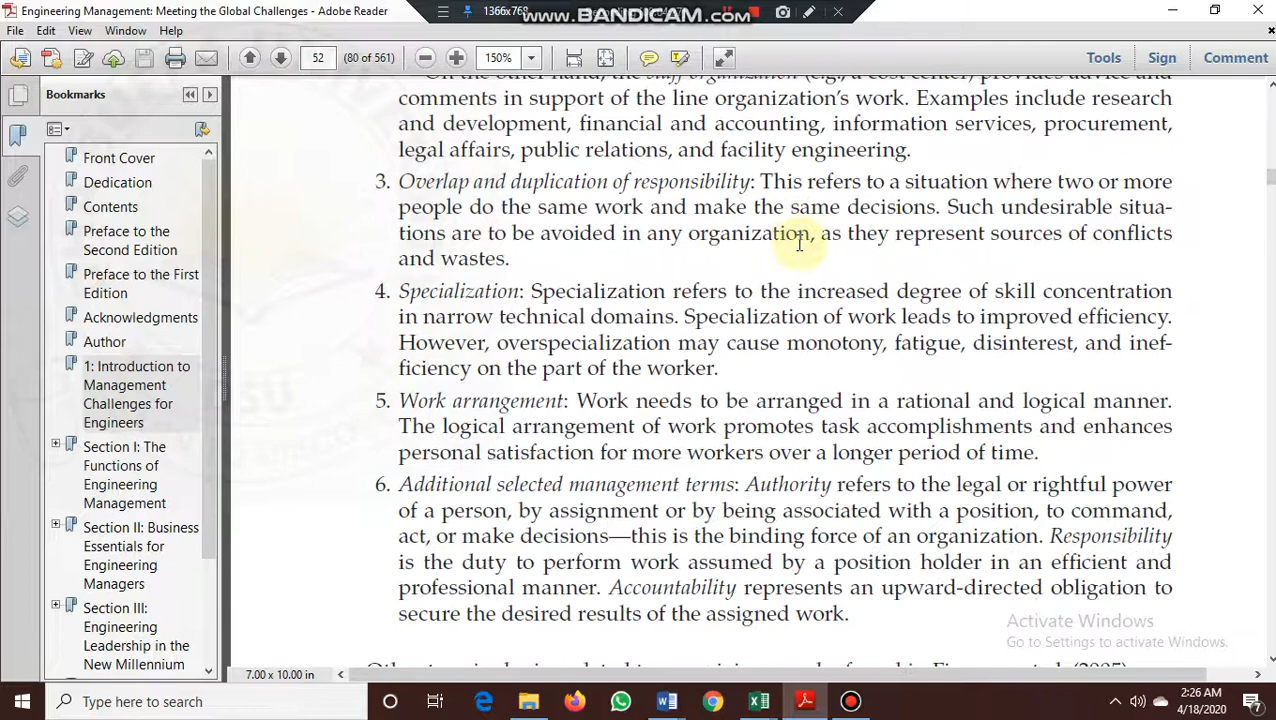 Engineering Management: Meeting the Global Challenges - Adobe Reader
1366x768
www.BANDICAM.com
File Edit View Window Help
52 (80 of 561) 150% Tools Sign Comment
Bookmarks
Front Cover
Dedication
Contents
Preface to the
Second Edition
Preface to the First
Edition
Acknowledgments
Author
1: Introduction to
Management
Challenges for
Engineers
Section I: The
Functions of
Engineering
Management
Section II: Business
Essentials for
Engineering
Managers
Section III:
Engineering
Leadership in the
New Millennium
On the other hand, the staff organization (e.g., a cost center) provides advice and
comments in support of the line organization's work. Examples include research
and development, financial and accounting, information services, procurement,
legal affairs, public relations, and facility engineering.
3. Overlap and duplication of responsibility: This refers to a situation where two or more
people do the same work and make the same decisions. Such undesirable situa-
tions are to be avoided in any organization, as they represent sources of conflicts
and wastes.
4. Specialization: Specialization refers to the increased degree of skill concentration
in narrow technical domains. Specialization of work leads to improved efficiency.
However, overspecialization may cause monotony, fatigue, disinterest, and inef-
ficiency on the part of the worker.
5. Work arrangement: Work needs to be arranged in a rational and logical manner.
The logical arrangement of work promotes task accomplishments and enhances
personal satisfaction for more workers over a longer period of time.
6. Additional selected management terms: Authority refers to the legal or rightful power
of a person, by assignment or by being associated with a position, to command,
act, or make decisions—this is the binding force of an organization. Responsibility
is the duty to perform work assumed by a position holder in an efficient and
professional manner. Accountability represents an upward-directed obligation to
secure the desired results of the assigned work.
Activate Windows
Go to Settings to activate Windows.
7.00 x 10.00 in
Type here to search
2:26 AM
4/18/2020
7